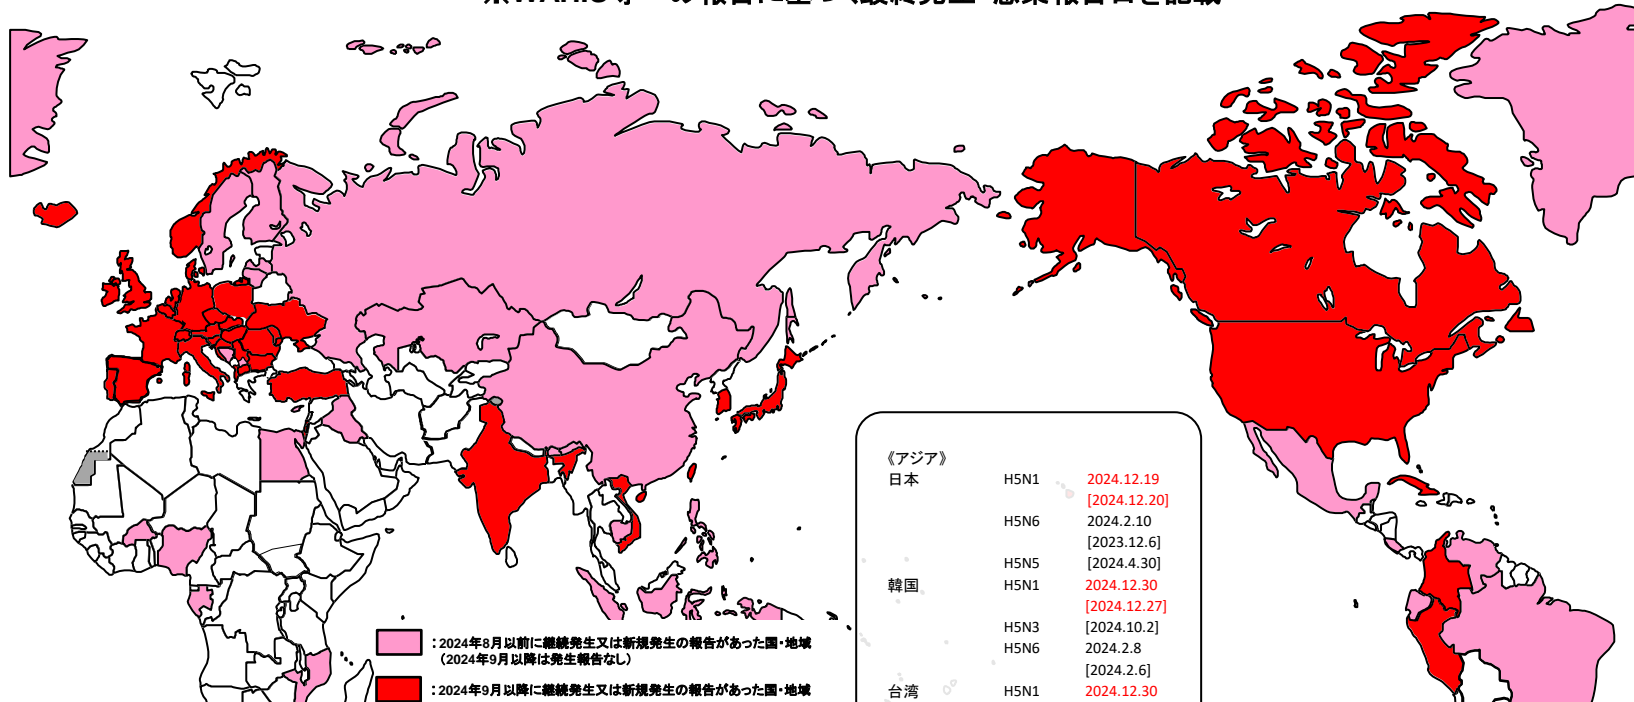 《アジア》
日本 H5N1 2024.12.19
[2024.12.20]
H5N6 2024.2.10
[2023.12.6]
H5N5 [2024.4.30]
韓国 H5N1 2024.12.30
[2024.12.27]
H5N3 [2024.10.2]
H5N6 2024.2.8
[2024.2.6]
台湾 H5N1 2024.12.30
：2024年8月以前に継続発生又は新規発生の報告があった国・地域
（2024年9月以降は発生報告なし）
：2024年9月以降に継続発生又は新規発生の報告があった国・地域